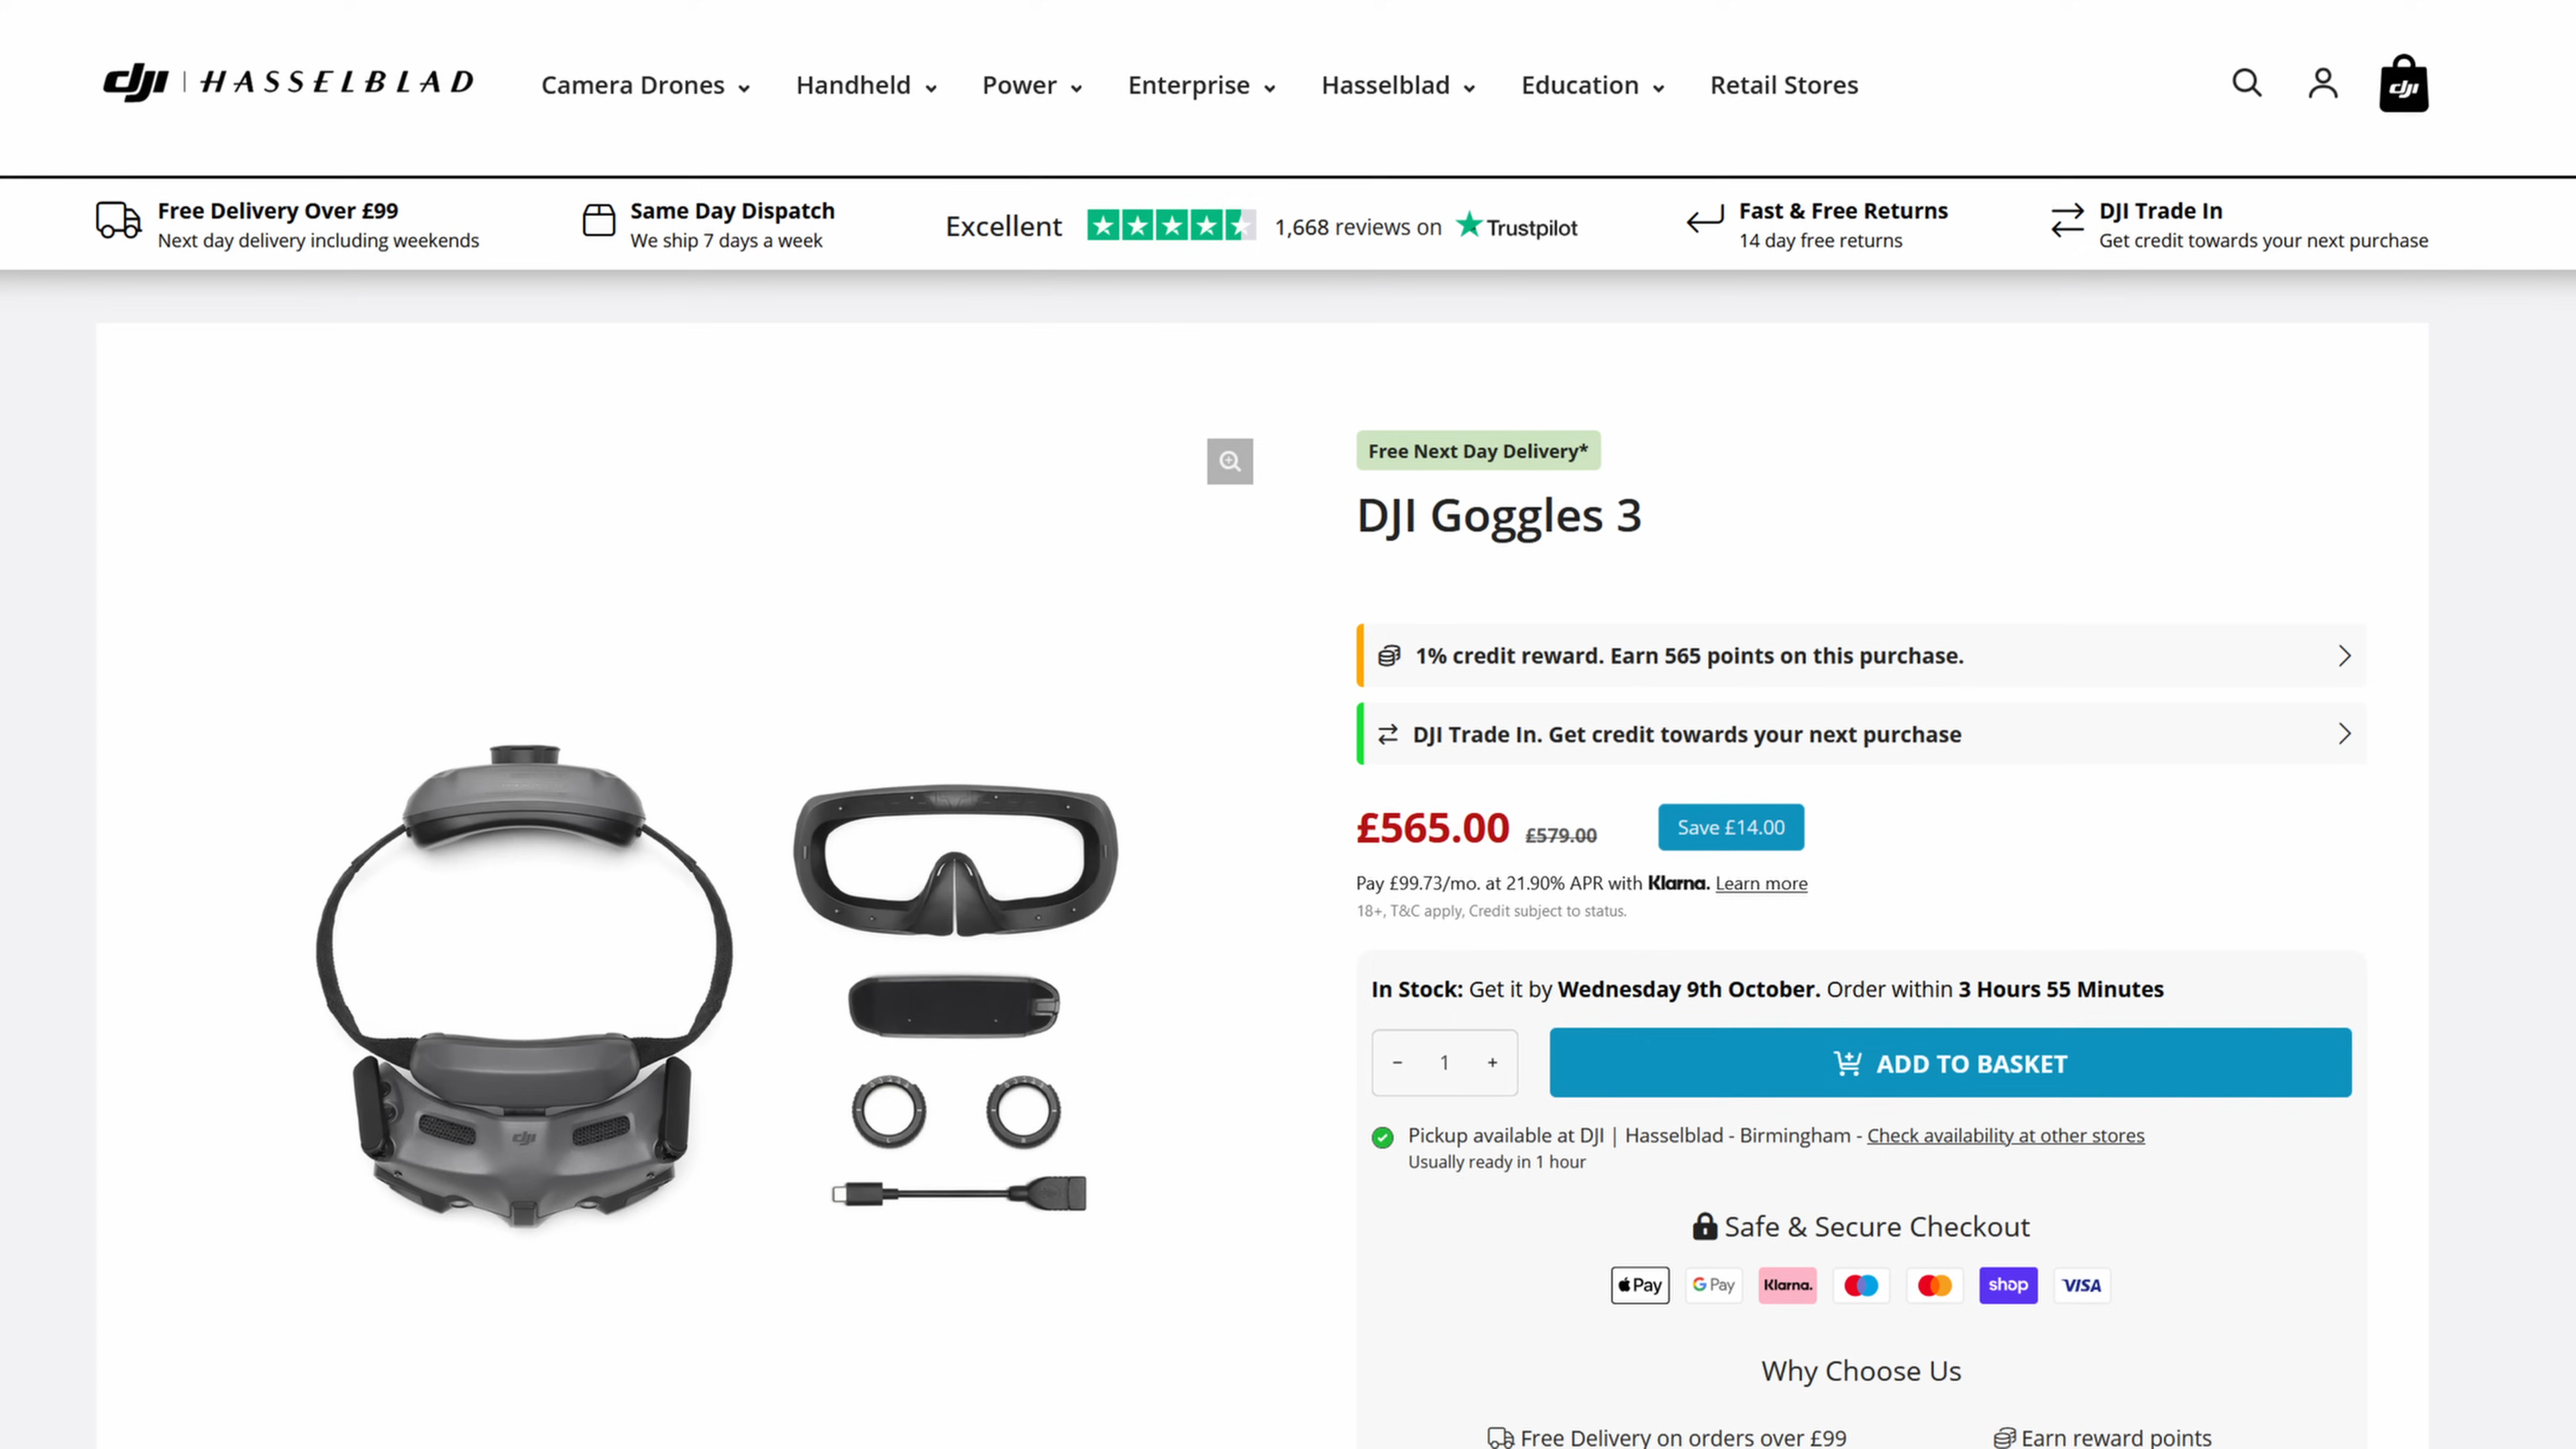 dji | HASSELBLAD
Camera Drones
Handheld
Power
Enterprise
Hasselblad
Education
Retail Stores
dji
Free Delivery Over £99
Next day delivery including weekends
Same Day Dispatch
We ship 7 days a week
Excellent
1,668 reviews on Trustpilot
Fast & Free Returns
14 day free returns
DJI Trade In
Get credit towards your next purchase
Free Next Day Delivery*
DJI Goggles 3
1% credit reward. Earn 565 points on this purchase.
DJI Trade In. Get credit towards your next purchase
£565.00 £579.00 Save £14.00
Pay £99.73/mo. at 21.90% APR with Klarna. Learn more
18+, T&C apply, Credit subject to status.
In Stock: Get it by Wednesday 9th October. Order within 3 Hours 55 Minutes
- 1 +
ADD TO BASKET
Pickup available at DJI | Hasselblad - Birmingham - Check availability at other stores
Usually ready in 1 hour
dji
Safe & Secure Checkout
Pay G Pay Klarna. shop VISA
Why Choose Us
Free Delivery on orders over £99
Earn reward points